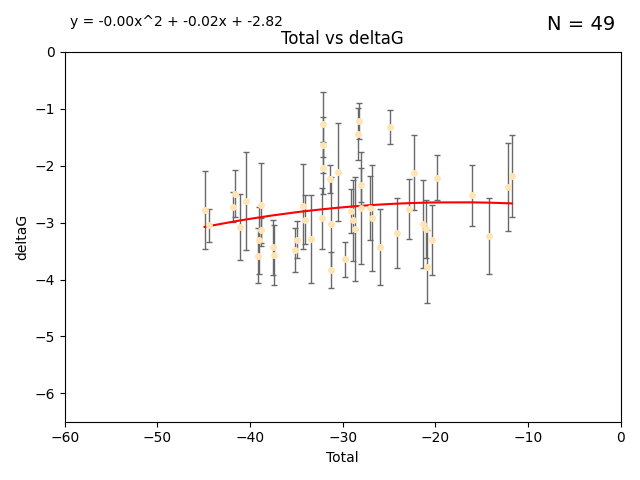 y = -0.00x^2 + -0.02x + -2.82
N = 49
Total vs deltaG
0
−1
−2
−3
−4
−5
−6
deltaG
−60 −50 −40 −30 −20 −10 0
Total